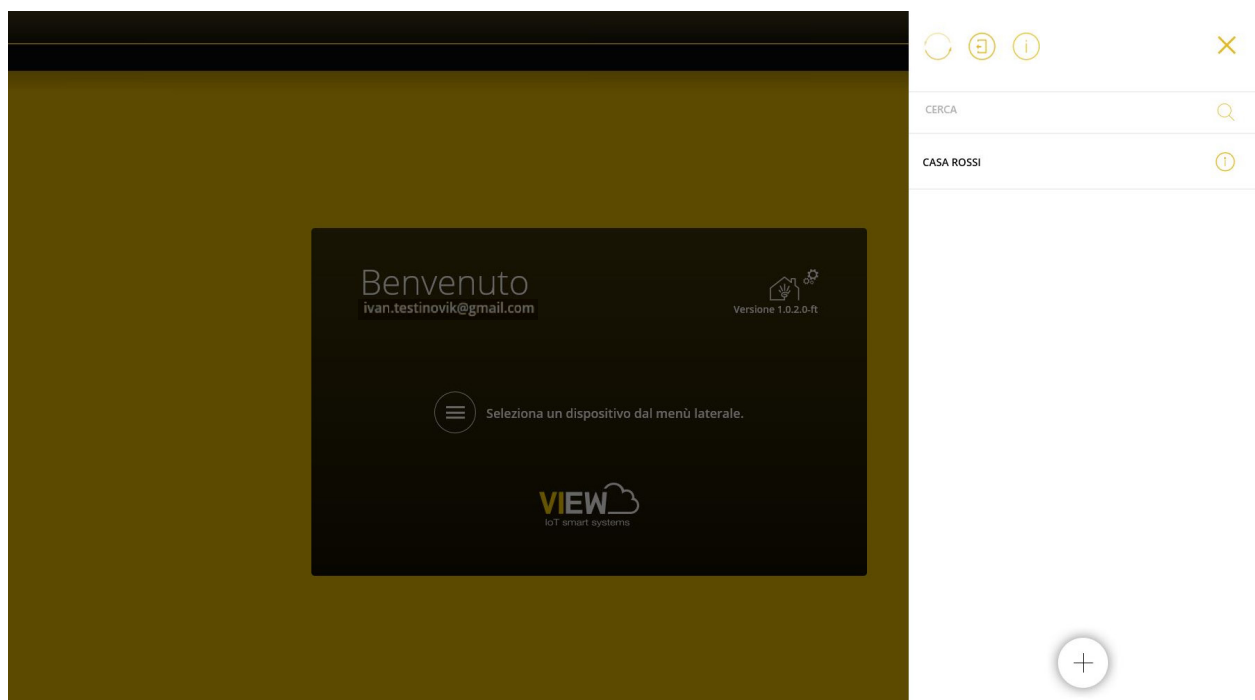 CERCA
CASA ROSSI
Benvenuto
ivan.testinovik@gmail.com
Versione 1.0.2.0-ft
Seleziona un dispositivo dal menù laterale.
VIEW
IoT smart systems